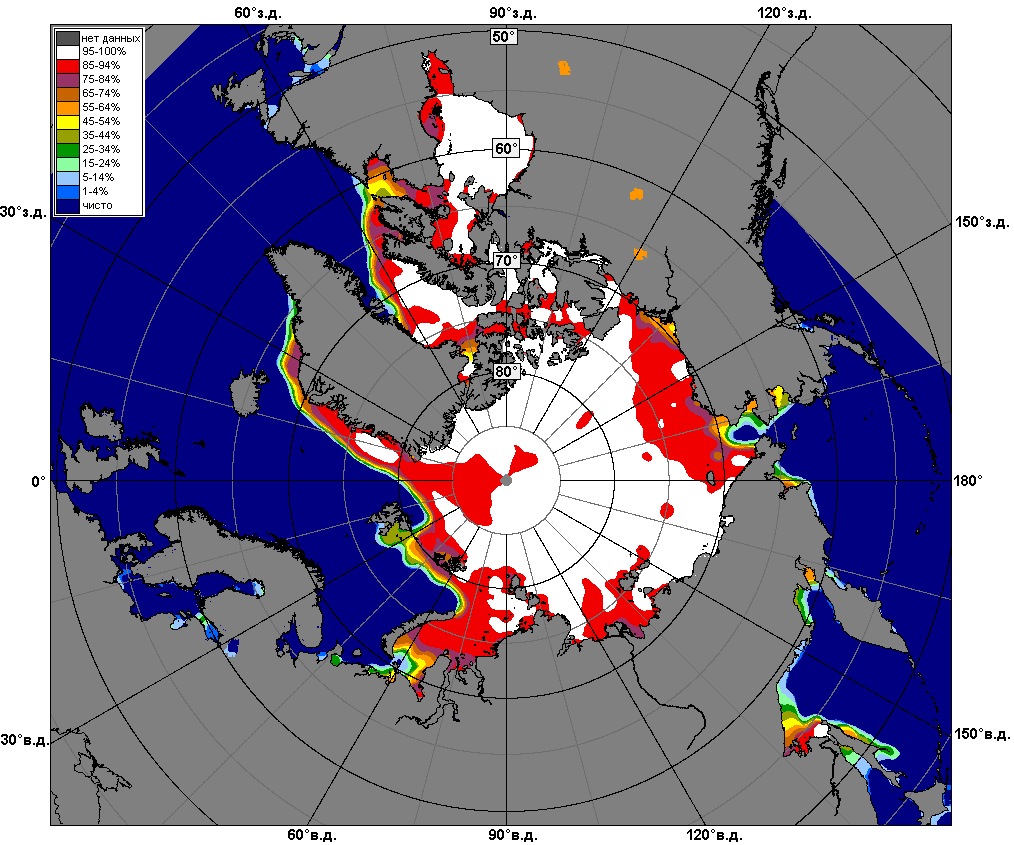 60°з.д.
90°з.д.
120°з.д.
50°
нет данных
95-100%
85-94%
75-84%
65-74%
55-64%
45-54%
35-44%
25-34%
15-24%
5-14%
1-4%
чисто
60°
30°з.д.
150°з.д.
70°
80°
0°
180°
30°в.д.
150°в.д.
60°в.д.
90°в.д.
120°в.д.